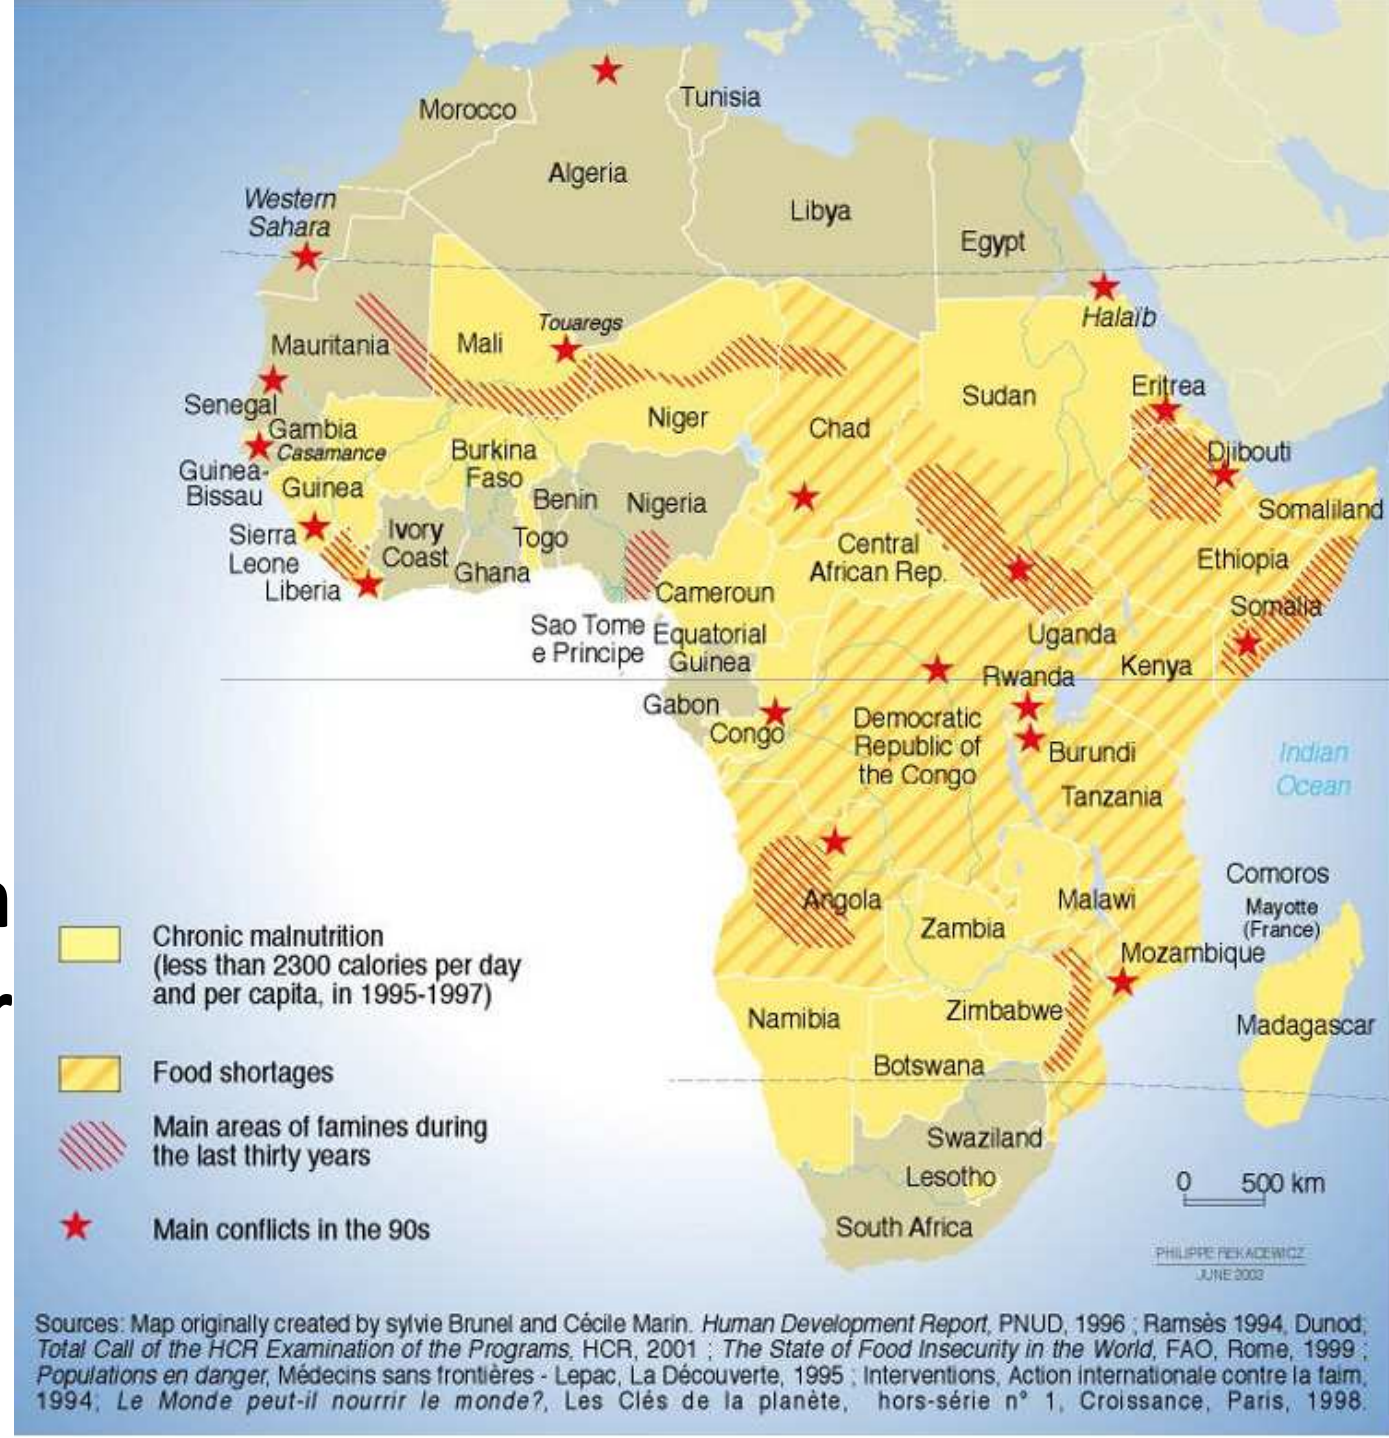 Morocco
Tunisia
Algeria
Western
Sahara
Libya
Egypt
Halaïb
Mauritania
Mali
Touaregs
Senegal
Gambia
Casamance
Guinea-
Bissau
Guinea
Burkina
Faso
Niger
Chad
Sudan
Eritrea
Djibouti
Somaliland
Sierra
Leone
Liberia
Ivory
Coast
Ghana
Togo
Benin
Nigeria
Central
African Rep.
Ethiopia
Somalia
Cameroun
Sao Tome
e Principe
Equatorial
Guinea
Uganda
Rwanda
Kenya
Gabon
Congo
Democratic
Republic of
the Congo
Burundi
Tanzania
Indian
Ocean
Angola
Zambia
Malawi
Comoros
Mayotte
(France)
Mozambique
Namibia
Zimbabwe
Botswana
Madagascar
Swaziland
Lesotho
South Africa
n
r
Chronic malnutrition
(less than 2300 calories per day
and per capita, in 1995-1997)
Food shortages
Main areas of famines during
the last thirty years
Main conflicts in the 90s
0 500 km
PHILIPPE REKACEWICZ
JUNE 2002
Sources: Map originally created by sylvie Brunel and Cécile Marin. Human Development Report, PNUD, 1996 ; Ramsès 1994, Dunod;
Total Call of the HCR Examination of the Programs, HCR, 2001 ; The State of Food Insecurity in the World, FAO, Rome, 1999 ;
Populations en danger, Médecins sans frontières - Lepac, La Découverte, 1995 ; Interventions, Action internationale contre la faim,
1994; Le Monde peut-il nourrir le monde?, Les Clés de la planète, hors-série n° 1, Croissance, Paris, 1998.